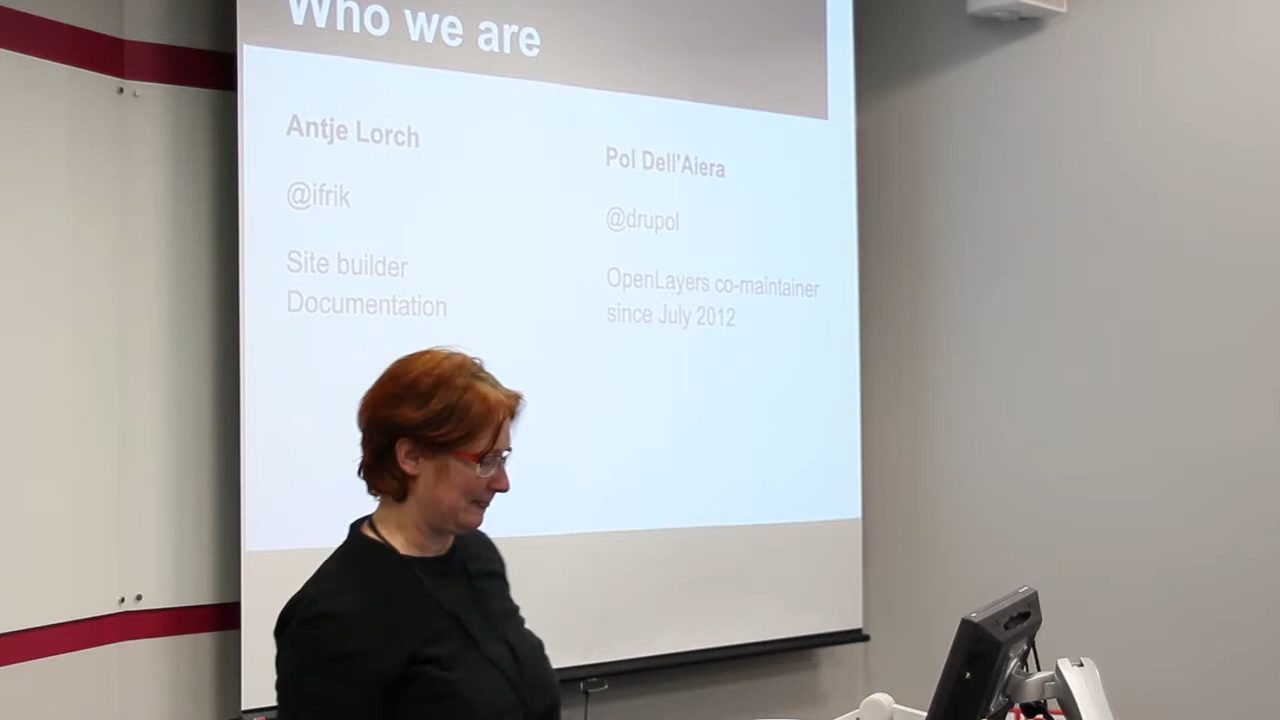 Who we are
Antje Lorch
@ifrik
Site builder
Documentation
Pol Dell'Aiera
@drupol
OpenLayers co-maintainer
since July 2012